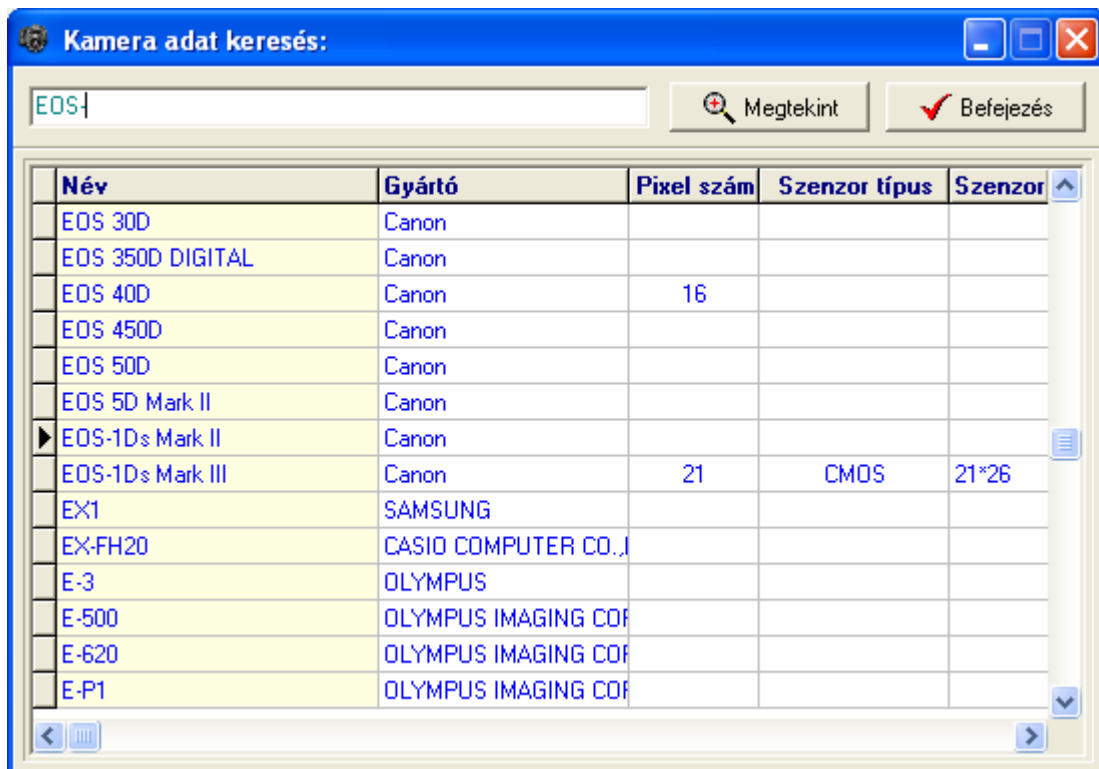 Kamera adat keresés:
EOS-
Megtekint
Befejezés
Név Gyártó Pixel szám Szenzor típus Szenzor
EOS 30D Canon
EOS 350D DIGITAL Canon
EOS 40D Canon 16
EOS 450D Canon
EOS 50D Canon
EOS 5D Mark II Canon
EOS-1Ds Mark II Canon
EOS-1Ds Mark III Canon 21 CMOS 21*26
EX1 SAMSUNG
EX-FH20 CASIO COMPUTER CO.,
E-3 OLYMPUS
E-500 OLYMPUS IMAGING
E-620 OLYMPUS IMAGING
E-P1 OLYMPUS IMAGING